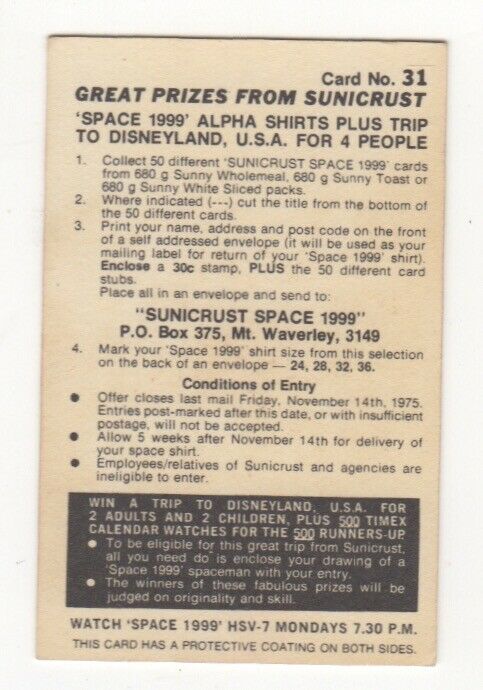 Card No. 31
GREAT PRIZES FROM SUNICRUST
'SPACE 1999' ALPHA SHIRTS PLUS TRIP
TO DISNEYLAND, U.S.A. FOR 4 PEOPLE
1. Collect 50 different 'SUNICRUST SPACE 1999' cards
from 680 g Sunny Wholemeal, 680 g Sunny Toast or
680 g Sunny White Sliced packs.
2. Where indicated (---) cut the title from the bottom of
the 50 different cards.
3. Print your name, address and post code on the front
of a self addressed envelope (it will be used as your
mailing label for return of your 'Space 1999' shirt).
Enclose a 30c stamp, PLUS the 50 different card
stubs.
Place all in an envelope and send to:
"SUNICRUST SPACE 1999"
P.O. Box 375, Mt. Waverley, 3149
4. Mark your 'Space 1999' shirt size from this selection
on the back of an envelope — 24, 28, 32, 36.
Conditions of Entry
● Offer closes last mail Friday, November 14th, 1975.
Entries post-marked after this date, or with insufficient
postage, will not be accepted.
● Allow 5 weeks after November 14th for delivery of
your space shirt.
● Employees/relatives of Sunicrust and agencies are
ineligible to enter.
WIN A TRIP TO DISNEYLAND, U.S.A. FOR
2 ADULTS AND 2 CHILDREN, PLUS 500 TIMEX
CALENDAR WATCHES FOR THE 500 RUNNERS-UP
● To be eligible for this great trip from Sunicrust,
all you need do is enclose your drawing of a
'Space 1999' spaceman with your entry.
● The winners of these fabulous prizes will be
judged on originality and skill.
WATCH 'SPACE 1999' HSV-7 MONDAYS 7.30 P.M.
THIS CARD HAS A PROTECTIVE COATING ON BOTH SIDES.